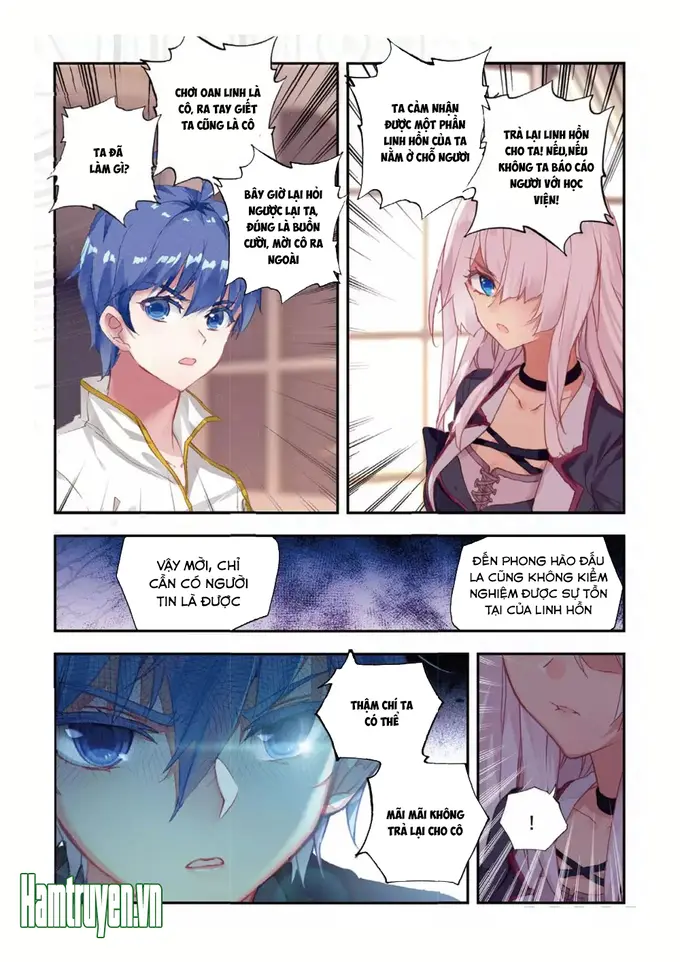 TA ĐÃ
LÀM GÌ?
CHƠI OAN LINH LÀ
CÔ, RA TAY GIẾT
TA CŨNG LÀ CÔ
BÂY GIỜ LẠI HỎI
NGƯỢC LẠI TA,
ĐÚNG LÀ BUỒN
CƯỜI, MỜI CÔ RA
NGOÀI
TA CẢM NHẬN
ĐƯỢC MỘT PHẦN
LINH HỒN CỦA TA
NẰM Ở CHỖ NGƯƠI
TRẢ LẠI LINH HỒN
CHO TA! NẾU,NẾU
KHÔNG TA BÁO CÁO
NGƯƠI VỚI HỌC
VIỆN!
VẬY MỜI, CHỈ
CẦN CÓ NGƯỜI
TIN LÀ ĐƯỢC
ĐẾN PHONG HÀO ĐẤU
LA CŨNG KHÔNG KIỂM
NGHIỆM ĐƯỢC SỰ TỒN
TẠI CỦA LINH HỒN
THẬM CHÍ TA
CÓ THỂ
MÃI MÃI KHÔNG
TRẢ LẠI CHO CÔ
!
Hamtruyen.vn